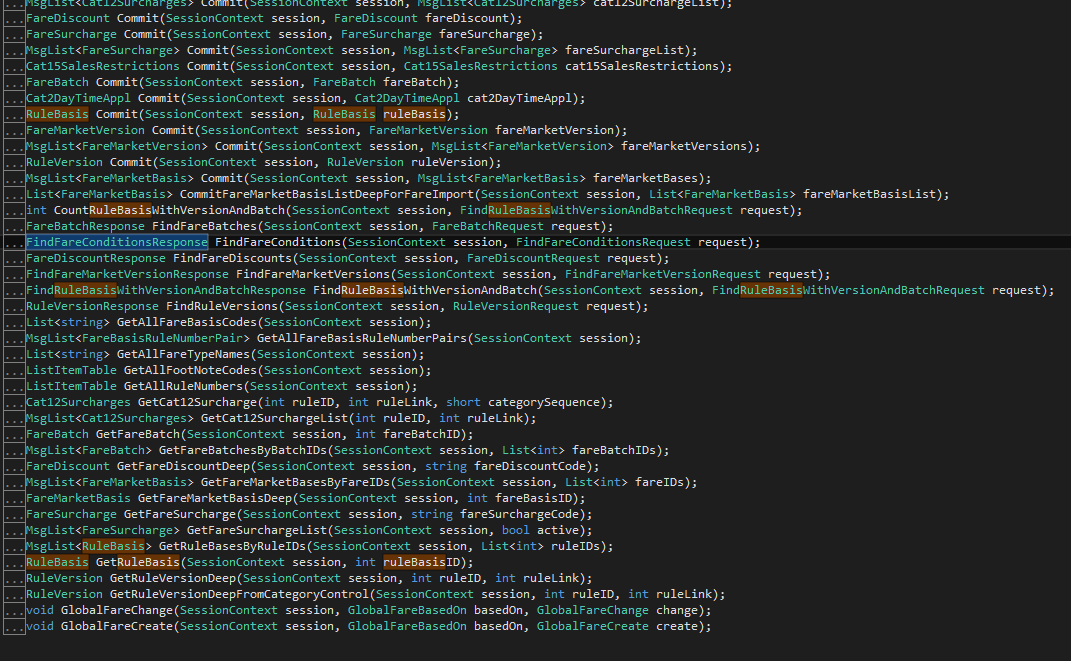 MsgList<Cat12Surcharges> Commit(SessionContext session, MsgList<Cat12Surcharges> cat12SurchargeList);
...FareDiscount Commit(SessionContext session, FareDiscount fareDiscount);
...FareSurcharge Commit(SessionContext session, FareSurcharge fareSurcharge);
...MsgList<FareSurcharge> Commit(SessionContext session, MsgList<FareSurcharge> fareSurchargeList);
...Cat15SalesRestrictions Commit(SessionContext session, Cat15SalesRestrictions cat15SalesRestrictions);
...FareBatch Commit(SessionContext session, FareBatch fareBatch);
...Cat2DayTimeAppl Commit(SessionContext session, Cat2DayTimeAppl cat2DayTimeAppl);
...RuleBasis Commit(SessionContext session, RuleBasis ruleBasis);
...FareMarketVersion Commit(SessionContext session, FareMarketVersion fareMarketVersion);
...MsgList<FareMarketVersion> Commit(SessionContext session, MsgList<FareMarketVersion> fareMarketVersions);
...RuleVersion Commit(SessionContext session, RuleVersion ruleVersion);
...MsgList<FareMarketBasis> Commit(SessionContext session, MsgList<FareMarketBasis> fareMarketBases);
...List<FareMarketBasis> CommitFareMarketBasisListDeepForFareImport(SessionContext session, List<FareMarketBasis> fareMarketBasisList);
...int CountRuleBasisWithVersionAndBatch(SessionContext session, FindRuleBasisWithVersionAndBatchRequest request);
...FareBatchResponse FindFareBatches(SessionContext session, FareBatchRequest request);
...FindFareConditionsResponse FindFareConditions(SessionContext session, FindFareConditionsRequest request);
...FareDiscountResponse FindFareDiscounts(SessionContext session, FareDiscountRequest request);
...FindFareMarketVersionResponse FindFareMarketVersions(SessionContext session, FindFareMarketVersionRequest request);
...FindRuleBasisWithVersionAndBatchResponse FindRuleBasisWithVersionAndBatch(SessionContext session, FindRuleBasisWithVersionAndBatchRequest request);
...RuleVersionResponse FindRuleVersions(SessionContext session, RuleVersionRequest request);
...List<string> GetAllFareBasisCodes(SessionContext session);
...MsgList<FareBasisRuleNumberPair> GetAllFareBasisRuleNumberPairs(SessionContext session);
...List<string> GetAllFareTypeNames(SessionContext session);
...ListItemTable GetAllFootNoteCodes(SessionContext session);
...ListItemTable GetAllRuleNumbers(SessionContext session);
...Cat12Surcharges GetCat12Surcharge(int ruleID, int ruleLink, short categorySequence);
...MsgList<Cat12Surcharges> GetCat12SurchargeList(int ruleID, int ruleLink);
...FareBatch GetFareBatch(SessionContext session, int fareBatchID);
...MsgList<FareBatch> GetFareBatchesByBatchIDs(SessionContext session, List<int> fareBatchIDs);
...FareDiscount GetFareDiscountDeep(SessionContext session, string fareDiscountCode);
...MsgList<FareMarketBasis> GetFareMarketBasesByFareIDs(SessionContext session, List<int> fareIDs);
...FareMarketBasis GetFareMarketBasisDeep(SessionContext session, int fareBasisID);
...FareSurcharge GetFareSurcharge(SessionContext session, string fareSurchargeCode);
...MsgList<FareSurcharge> GetFareSurchargeList(SessionContext session, bool active);
...MsgList<RuleBasis> GetRuleBasesByRuleIDs(SessionContext session, List<int> ruleIDs);
...RuleBasis GetRuleBasis(SessionContext session, int ruleBasisID);
...RuleVersion GetRuleVersionDeep(SessionContext session, int ruleID, int ruleLink);
...RuleVersion GetRuleVersionDeepFromCategoryControl(SessionContext session, int ruleID, int ruleLink);
...void GlobalFareChange(SessionContext session, GlobalFareBasedOn basedOn, GlobalFareChange change);
...void GlobalFareCreate(SessionContext session, GlobalFareBasedOn basedOn, GlobalFareCreate create);